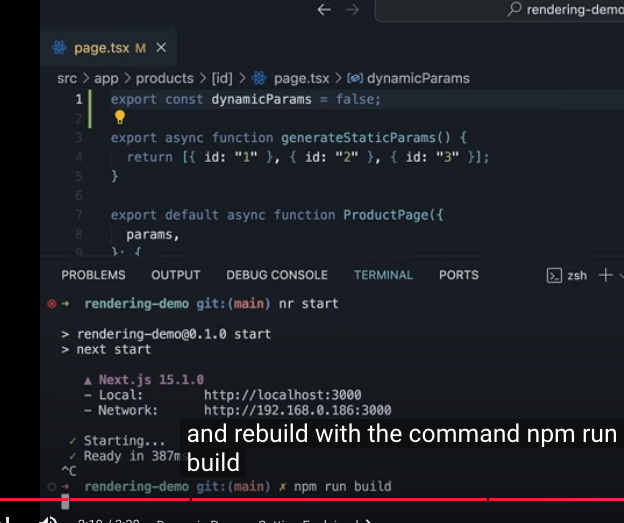 rendering-demo
page.tsx M
src > app > products > [id] > page.tsx > dynamicParams
1 export const dynamicParams = false;
2
3 export async function generateStaticParams() {
4 return [{ id: "1" }, { id: "2" }, { id: "3" }];
5 }
6
7 export default async function ProductPage({
8 params,
9 }: {
PROBLEMS OUTPUT DEBUG CONSOLE TERMINAL PORTS zsh
→ rendering-demo git:(main) nr start
> rendering-demo@0.1.0 start
> next start
▲ Next.js 15.1.0
- Local: http://localhost:3000
- Network: http://192.168.0.186:3000
✓ Starting...
✓ Ready in 387m
and rebuild with the command npm run
build
^C
→ rendering-demo git:(main) ✗ npm run build